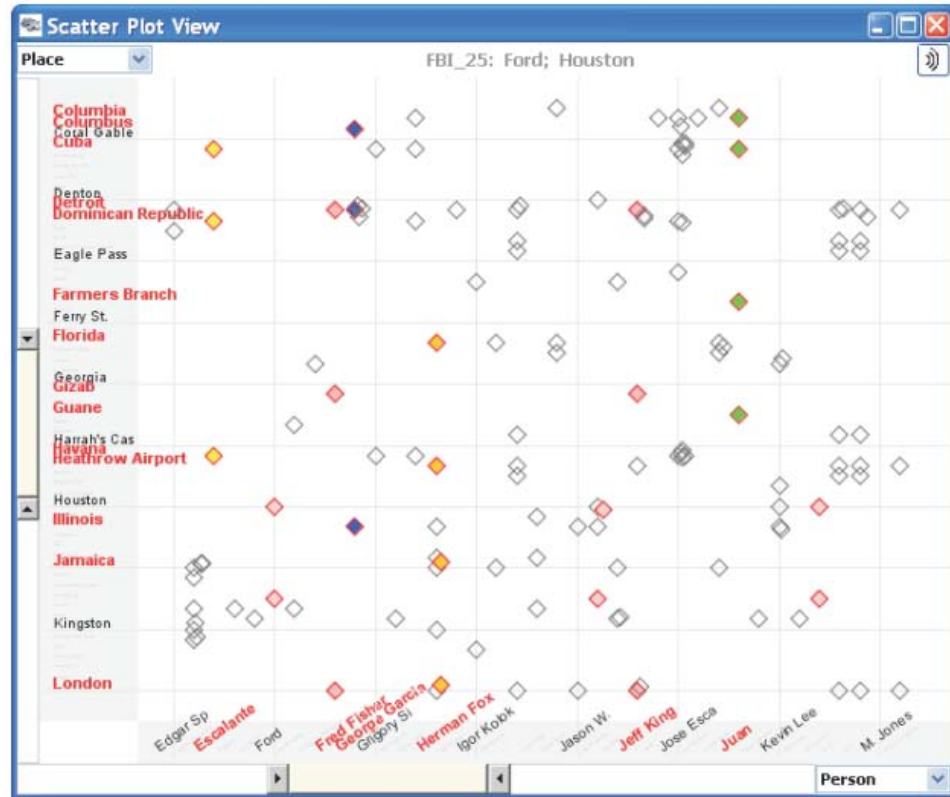 Scatter Plot View
Place
FBI_25: Ford; Houston
Columbia
Columbus
Coral Gable
Cuba
Denton
Detroit
Dominican Republic
Eagle Pass
Farmers Branch
Ferry St.
Florida
Georgia
Gizab
Guane
Harrah's Cas
Havana
Heathrow Airport
Houston
Illinois
Jamaica
Kingston
London
Edgar Sp
Escalante
Ford
Fred Fisher
George Garcia
Grigory Si
Herman Fox
Igor Kolok
Jason W.
Jeff King
Jose Esca
Juan
Kevin Lee
M. Jones
Person